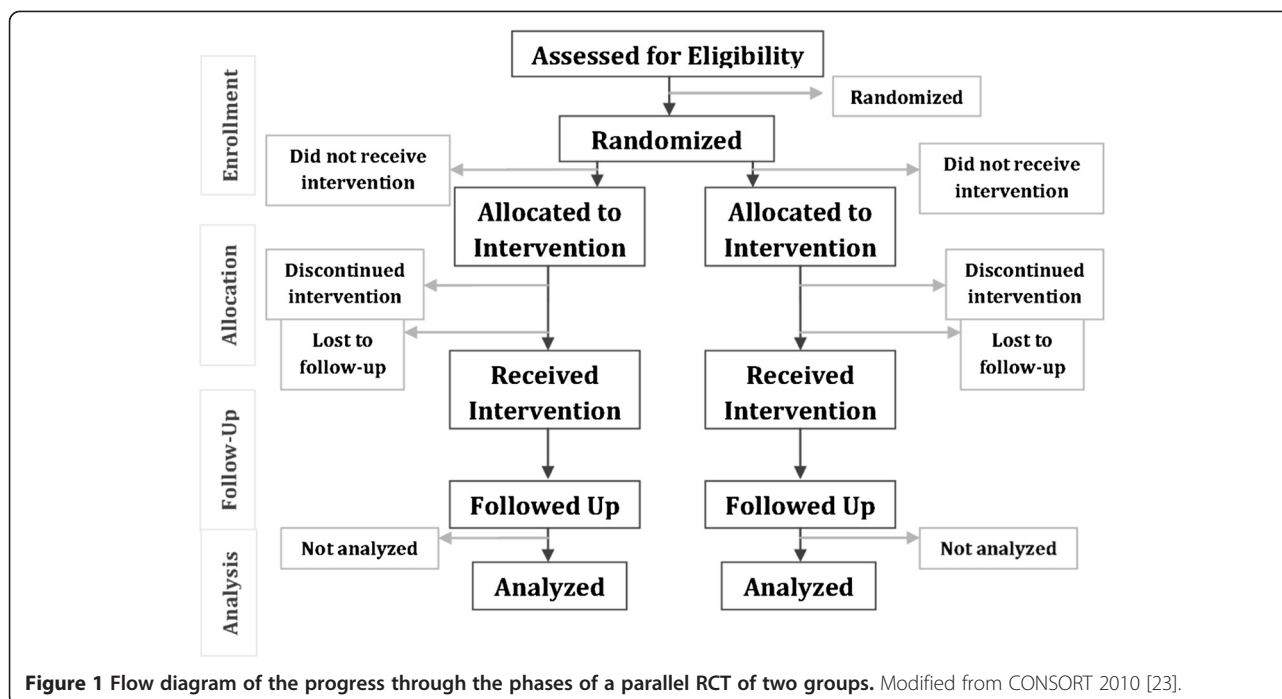 Assessed for Eligibility
Randomized
Randomized
Enrollment
Did not receive
intervention
Did not receive
intervention
Allocated to
Intervention
Allocated to
Intervention
Allocation
Discontinued
intervention
Discontinued
intervention
Lost to
follow-up
Lost to
follow-up
Received
Intervention
Received
Intervention
Follow-Up
Followed Up
Followed Up
Analysis
Not analyzed
Not analyzed
Analyzed
Analyzed
Figure 1 Flow diagram of the progress through the phases of a parallel RCT of two groups. Modified from CONSORT 2010 [23].